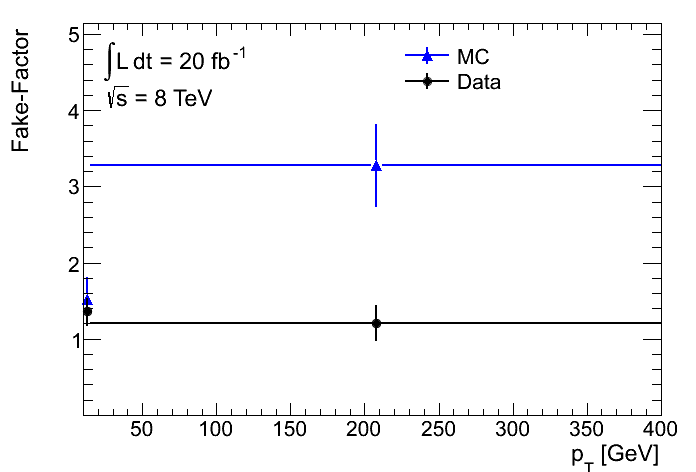 Fake-Factor
∫L dt = 20 fb⁻¹
√s = 8 TeV
MC
Data
5
4
3
2
1
50 100 150 200 250 300 350 400
p_T [GeV]